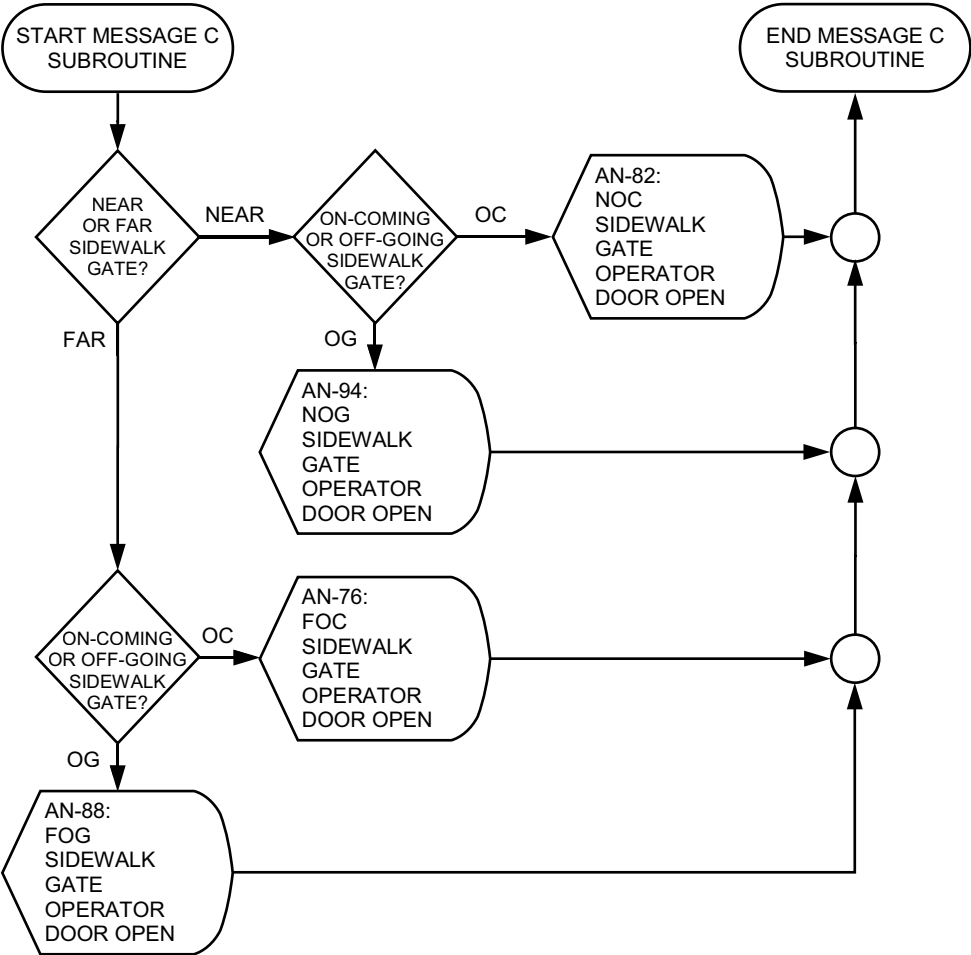 START MESSAGE C
SUBROUTINE
END MESSAGE C
SUBROUTINE
NEAR
OR FAR
SIDEWALK
GATE?
NEAR
ON-COMING
OR OFF-GOING
SIDEWALK
GATE?
OC
AN-82:
NOC
SIDEWALK
GATE
OPERATOR
DOOR OPEN
FAR
OG
AN-94:
NOG
SIDEWALK
GATE
OPERATOR
DOOR OPEN
ON-COMING
OR OFF-GOING
SIDEWALK
GATE?
OC
AN-76:
FOC
SIDEWALK
GATE
OPERATOR
DOOR OPEN
OG
AN-88:
FOG
SIDEWALK
GATE
OPERATOR
DOOR OPEN